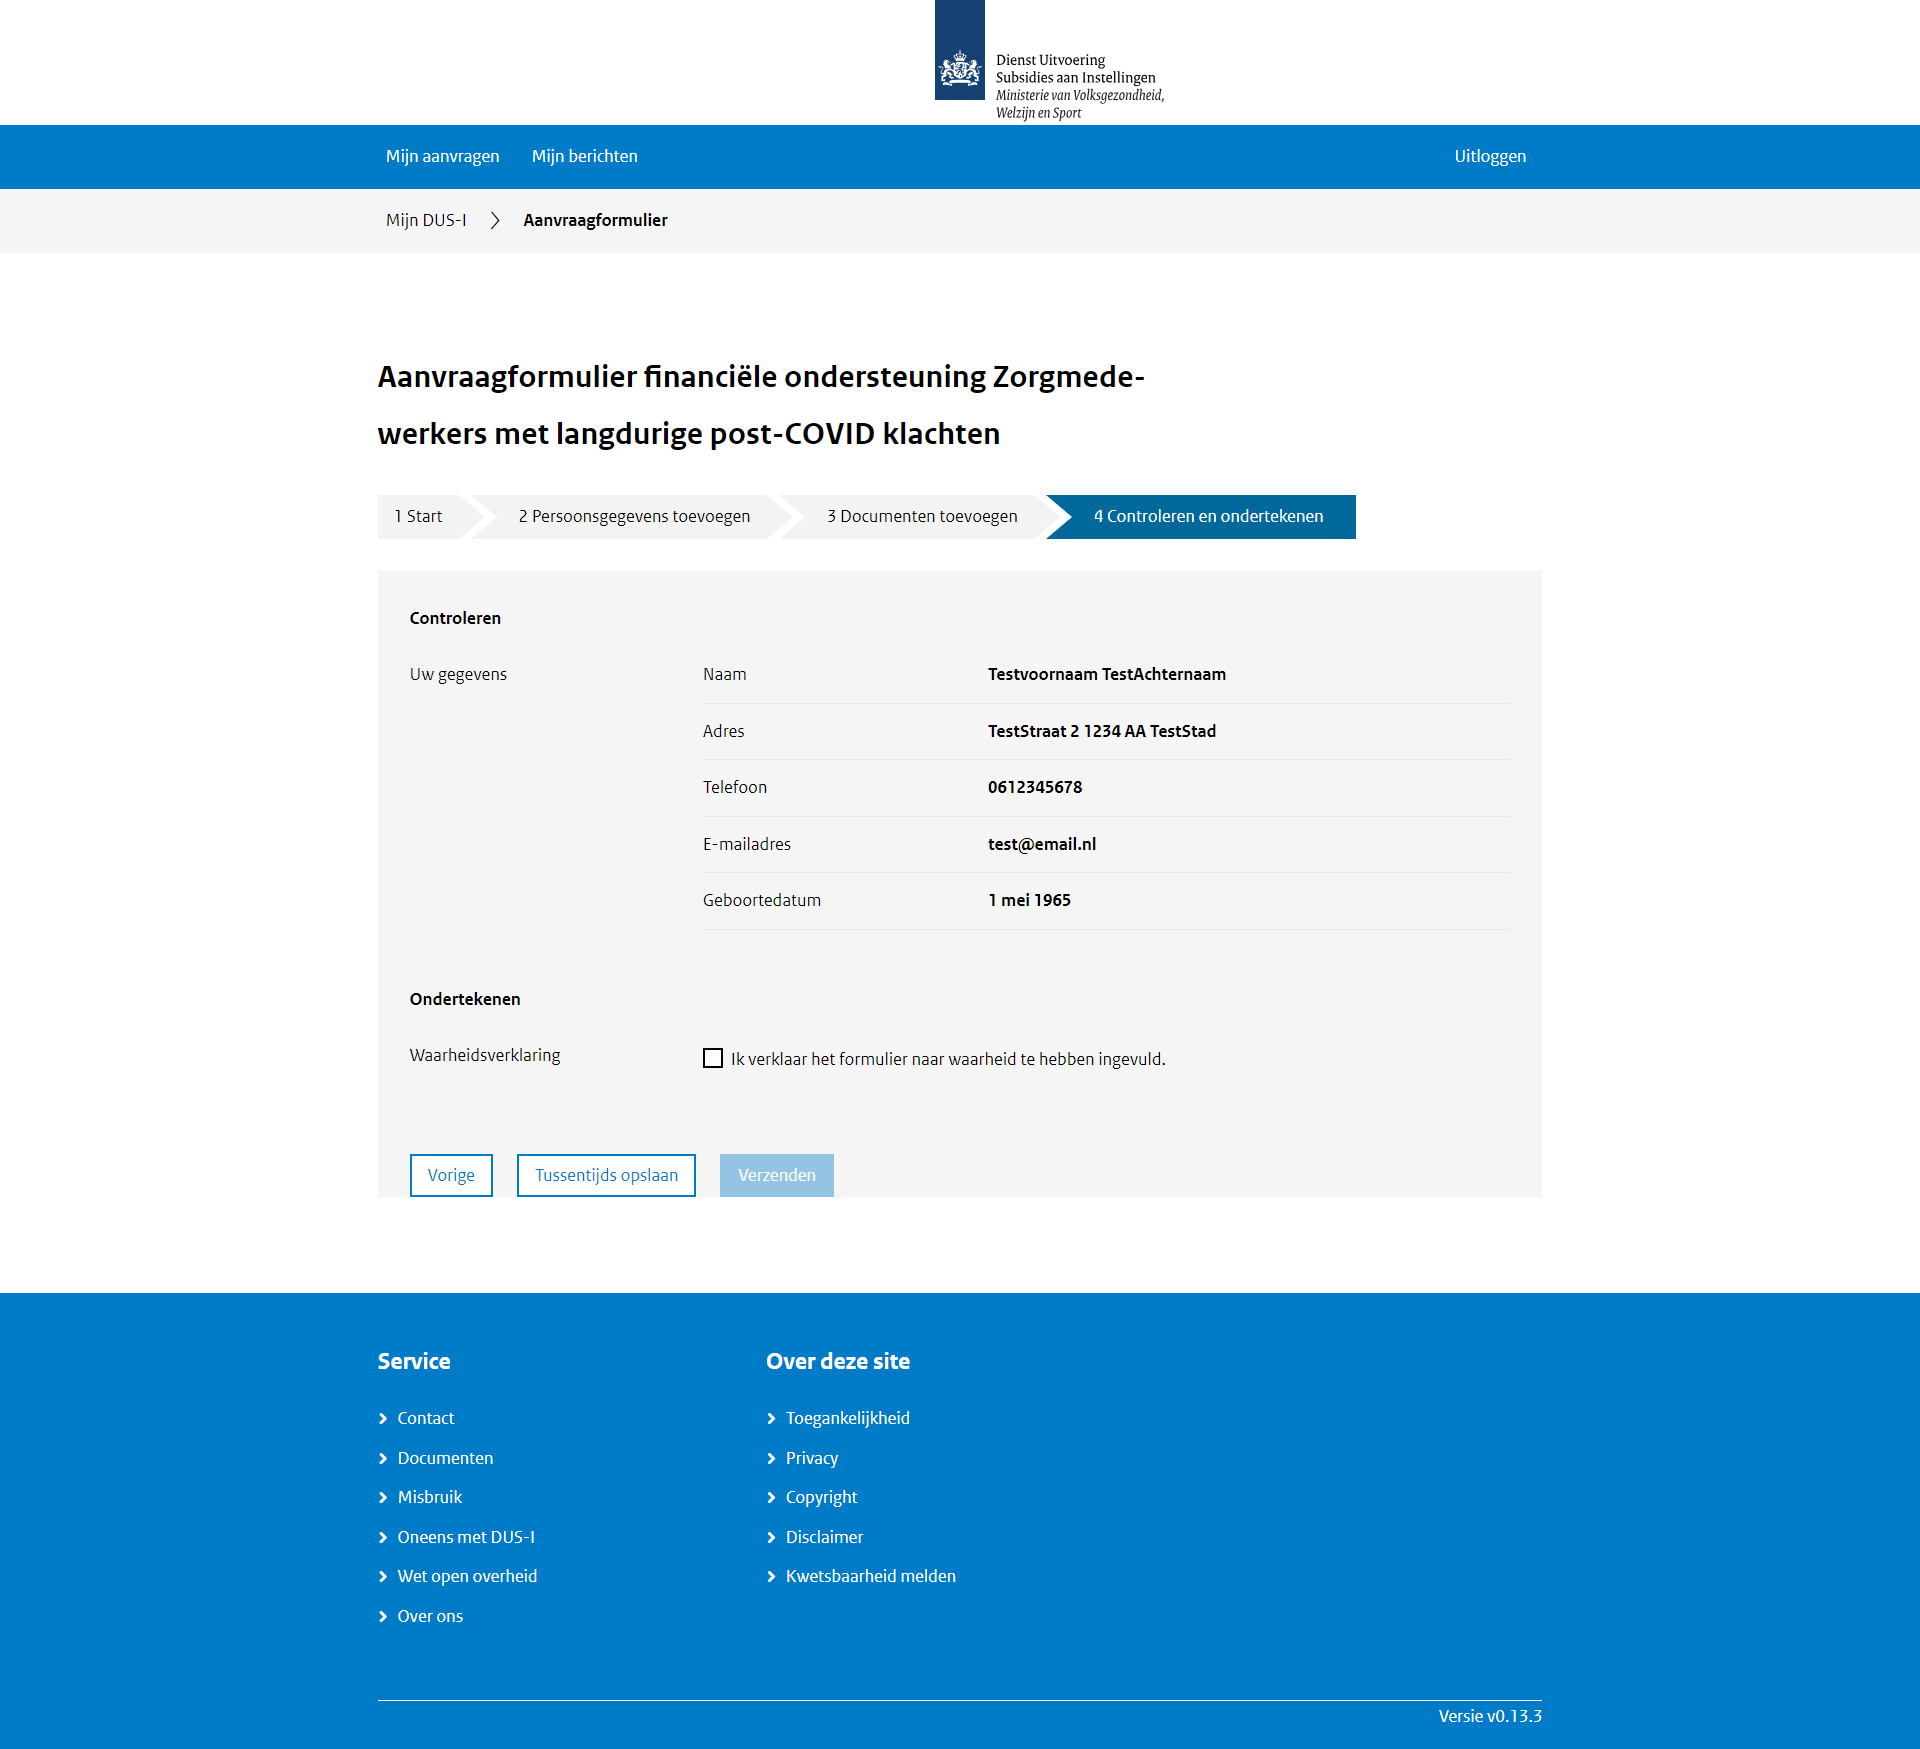 Dienst Uitvoering
Subsidies aan Instellingen
Ministerie van Volksgezondheid,
Welzijn en Sport
Mijn aanvragen Mijn berichten Uitloggen
Mijn DUS-I Aanvraagformulier
Aanvraagformulier financiële ondersteuning Zorgmede-
werkers met langdurige post-COVID klachten
1 Start 2 Persoonsgegevens toevoegen 3 Documenten toevoegen 4 Controleren en ondertekenen
Controleren
Uw gegevens Naam Testvoornaam TestAchternaam
Adres TestStraat 2 1234 AA TestStad
Telefoon 0612345678
E-mailadres test@email.nl
Geboortedatum 1 mei 1965
Ondertekenen
Waarheidsverklaring Ik verklaar het formulier naar waarheid te hebben ingevuld.
Vorige Tussentijds opslaan Verzenden
Service
Contact
Documenten
Misbruik
Oneens met DUS-I
Wet open overheid
Over ons
Over deze site
Toegankelijkheid
Privacy
Copyright
Disclaimer
Kwetsbaarheid melden
Versie v0.13.3